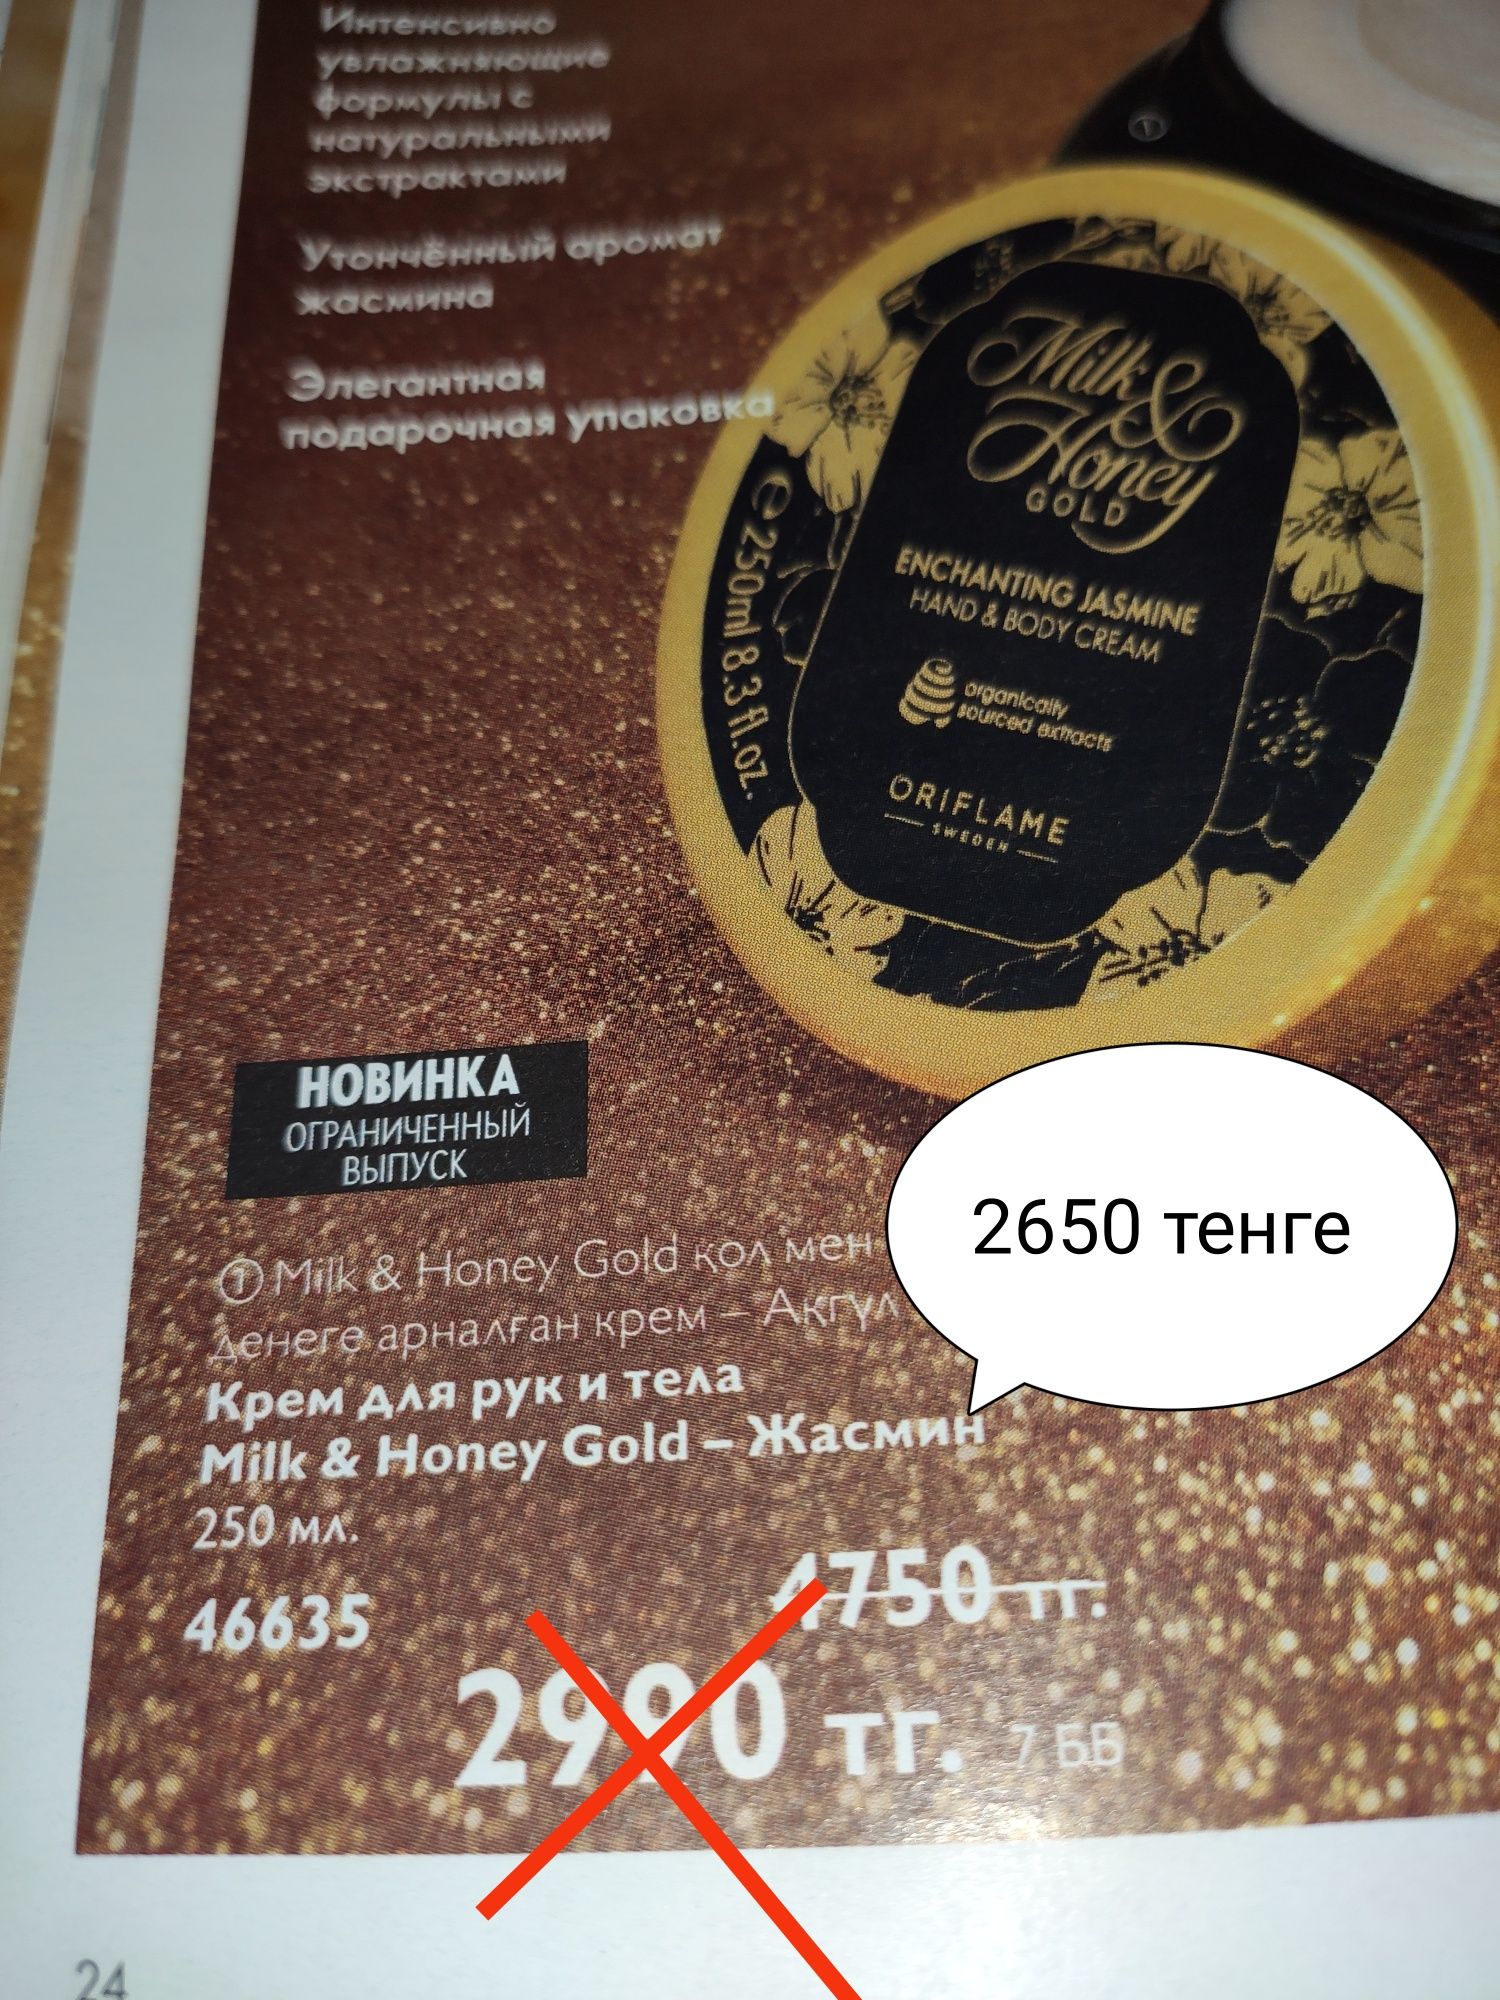 Интенсивно
увлажняющие
формулы с
натуральными
экстрактами
Утончённый аромат
жасмина
Элегантная
подарочная упаковка
1
Milk &
Honey
GOLD
ENCHANTING JASMINE
HAND & BODY CREAM
organically
sourced extracts
ORIFLAME
SWEDEN
e 250ml 8.3 fl.oz.
НОВИНКА
ОГРАНИЧЕННЫЙ
ВЫПУСК
2650 тенге
① Milk & Honey Gold қол мен
денеге арналған крем – Ақгүл
Крем для рук и тела
Milk & Honey Gold – Жасмин
250 мл.
46635
4750 тг.
2990 тг. 7 ББ
24